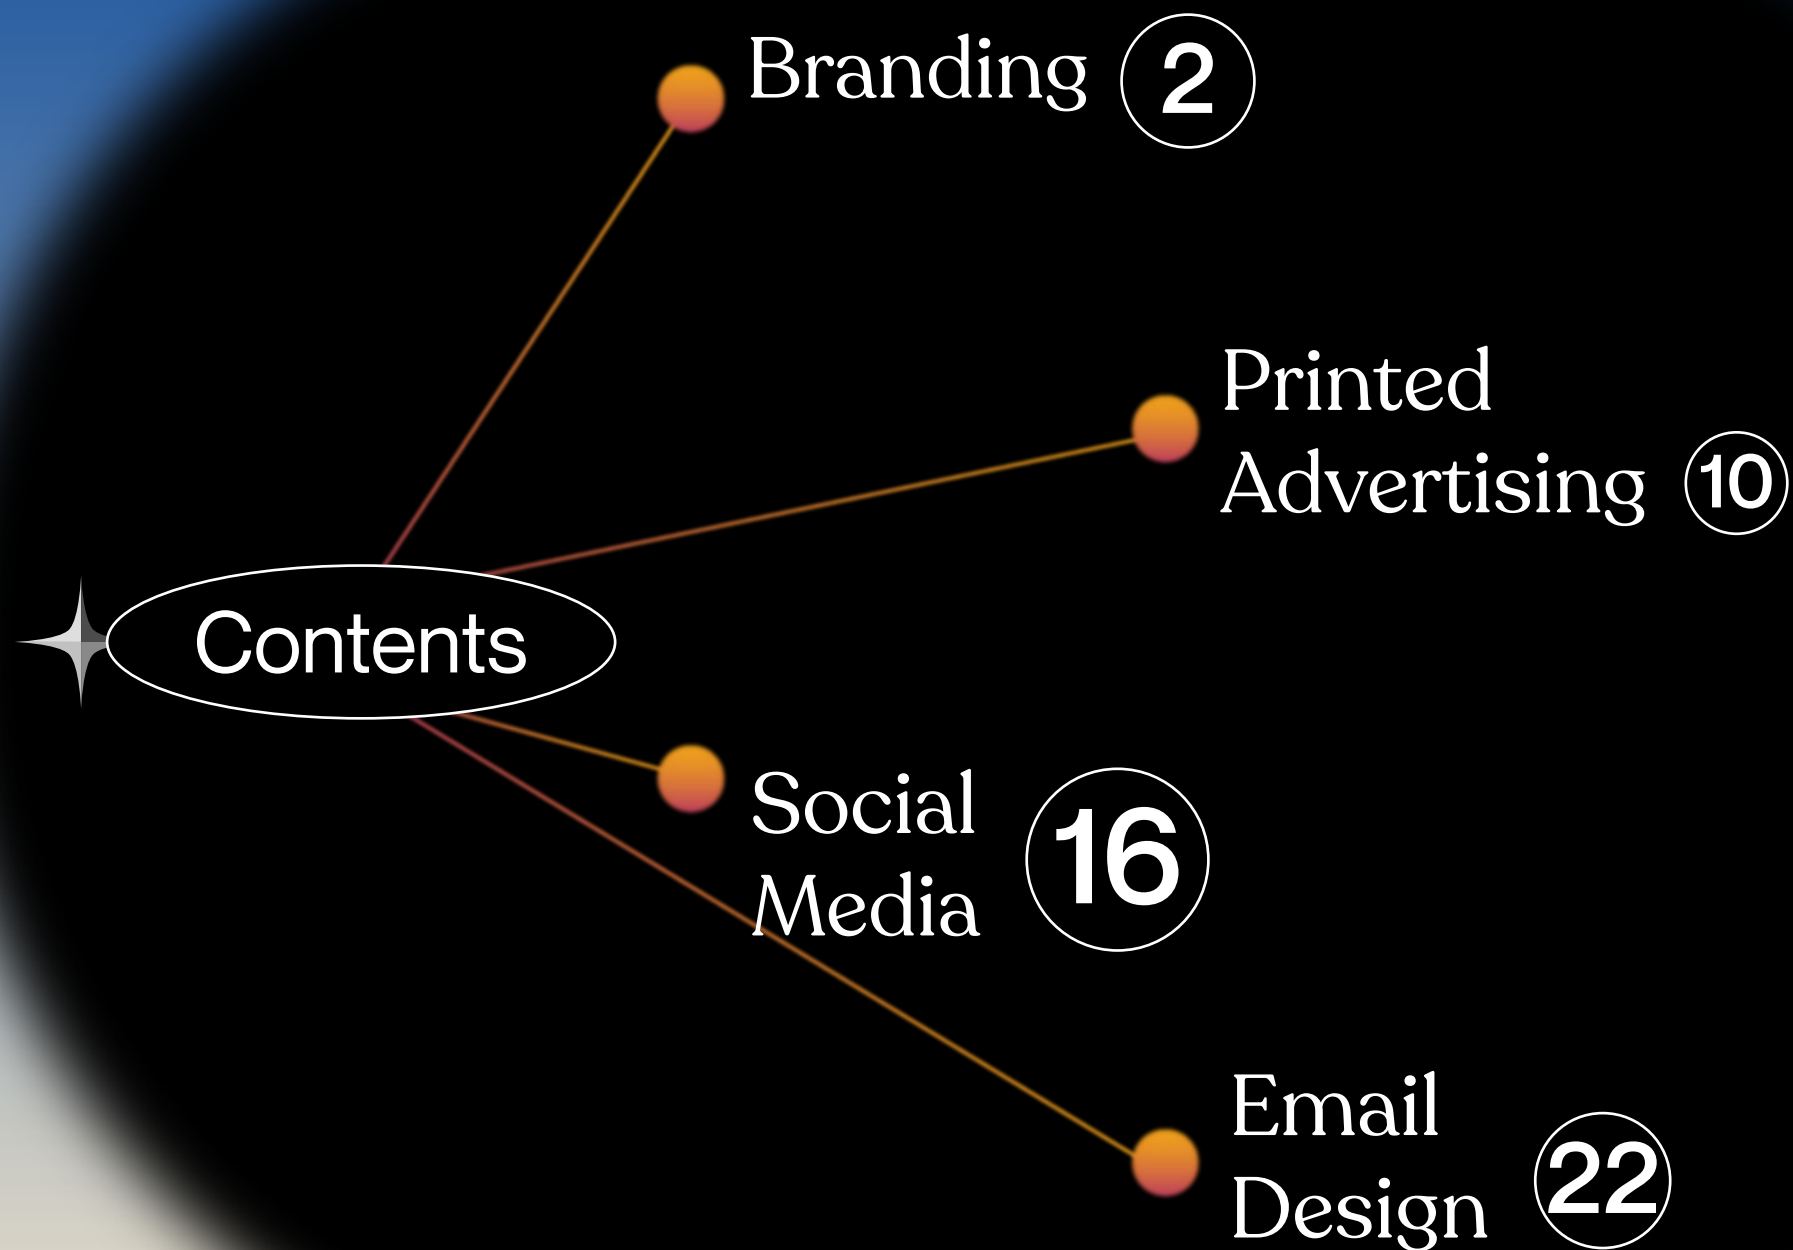 Branding 2
Printed
Advertising 10
Contents
Social
Media 16
Email
Design 22